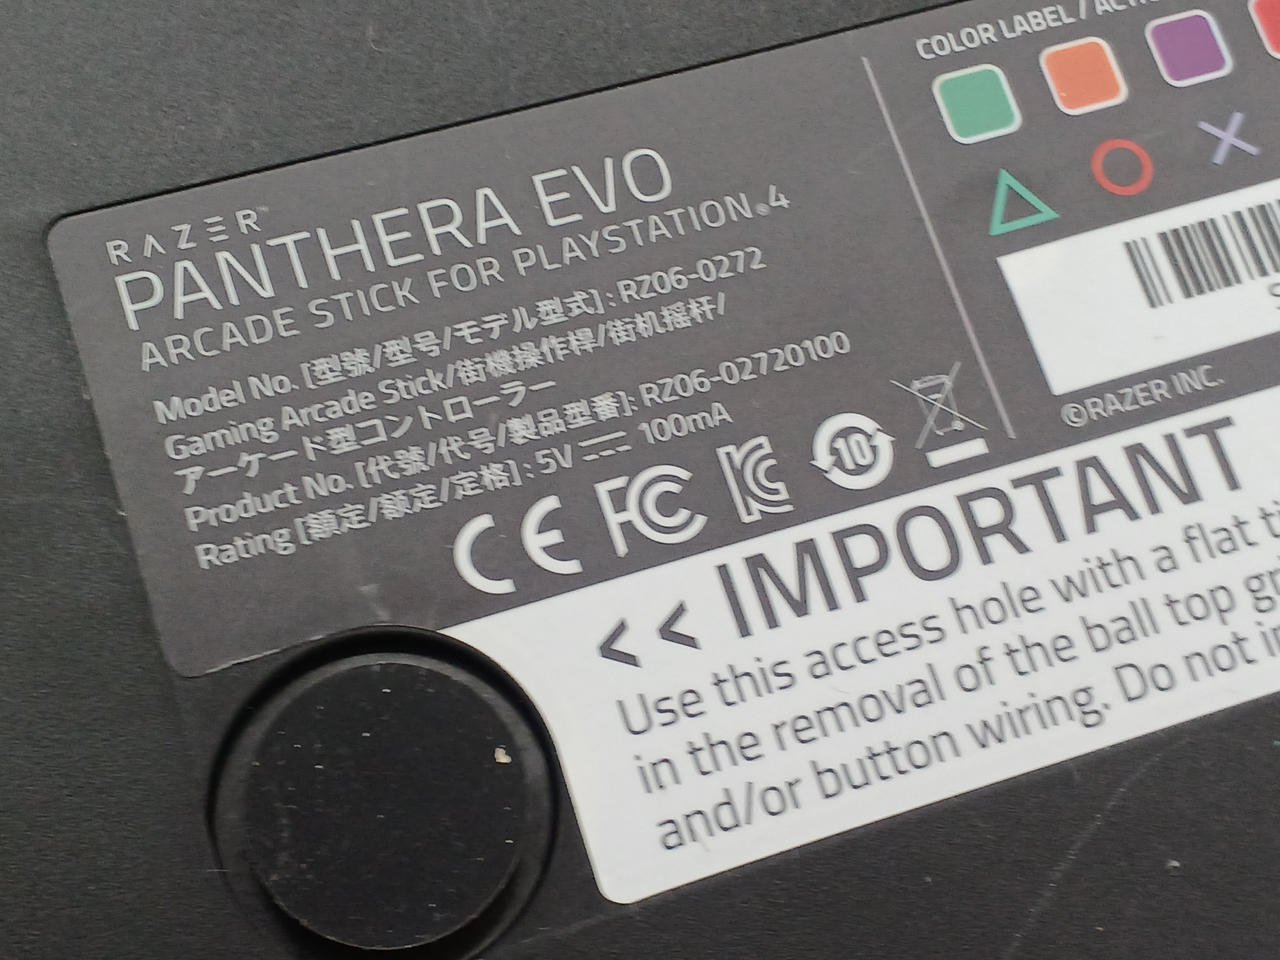 RAZER™
PANTHERA EVO
ARCADE STICK FOR PLAYSTATION®4
Model No. [型號/型号/モデル型式] : RZ06-0272
Gaming Arcade Stick/街機操作桿/街机摇杆/
アーケード型コントローラー
Product No. [代號/代号/製品型番]: RZ06-02720100
Rating [額定/额定/定格] : 5V ⎓ 100mA
CE FC
10
COLOR LABEL /
©RAZER INC.
<< IMPORTANT
Use this access hole with a flat
in the removal of the ball top
and/or button wiring. Do not